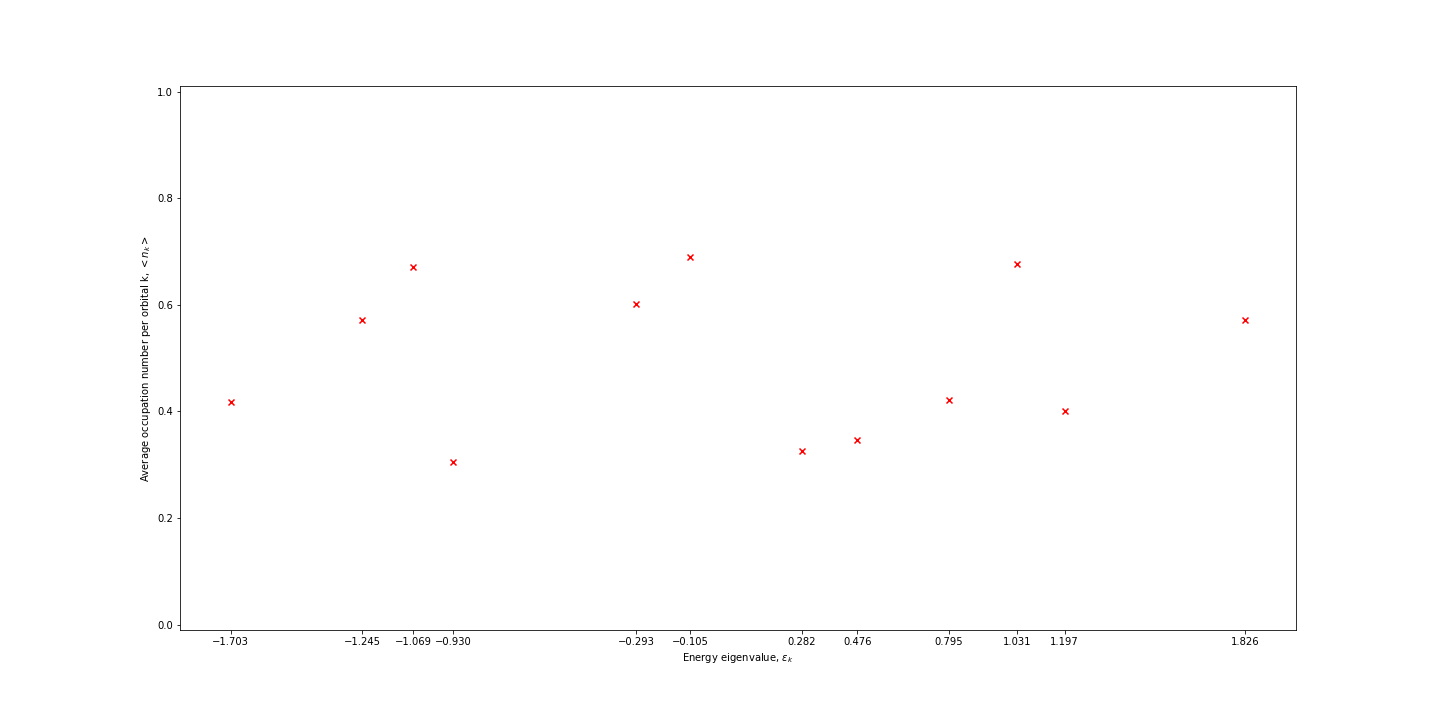 1.0
0.8
0.6
0.4
0.2
0.0
Average occupation number per orbital k, < n_k >
−1.703 −1.245 −1.069 −0.930 −0.293 −0.105 0.282 0.476 0.795 1.031 1.197 1.826
Energy eigenvalue, ε_k